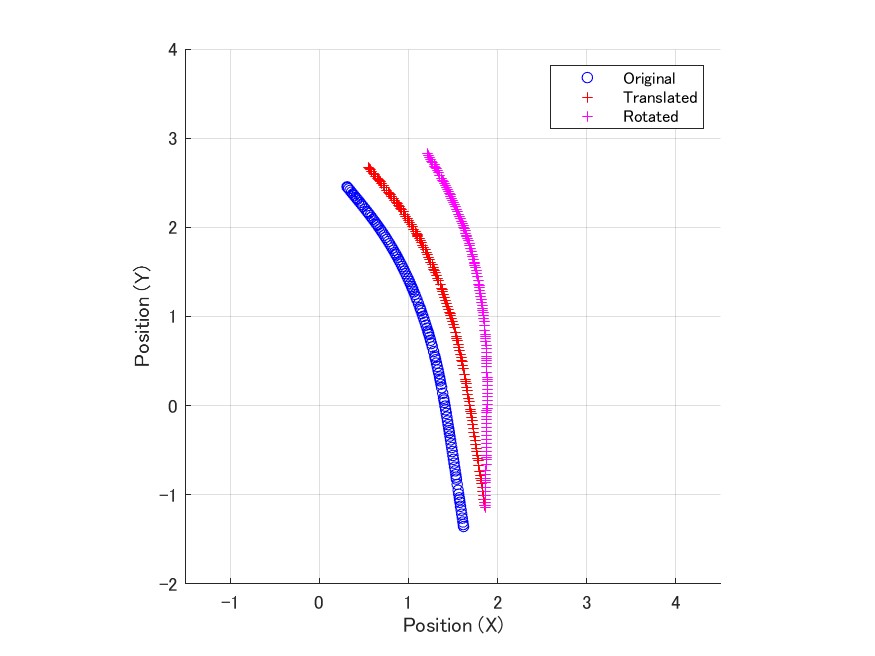 4
3
2
1
0
-1
-2
-1
0
1
2
3
4
Position (X)
Position (Y)
Original
Translated
Rotated